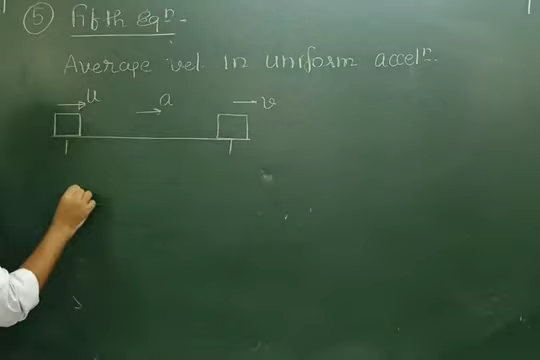 ⑤ Fifth eqⁿ-
Average vel. in uniform accelⁿ.
u a v